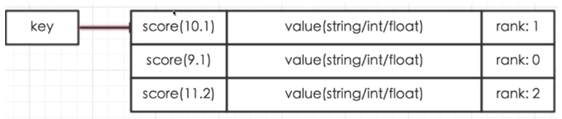 key score(10.1) value(string/int/float) rank: 1
score(9.1) value(string/int/float) rank: 0
score(11.2) value(string/int/float) rank: 2